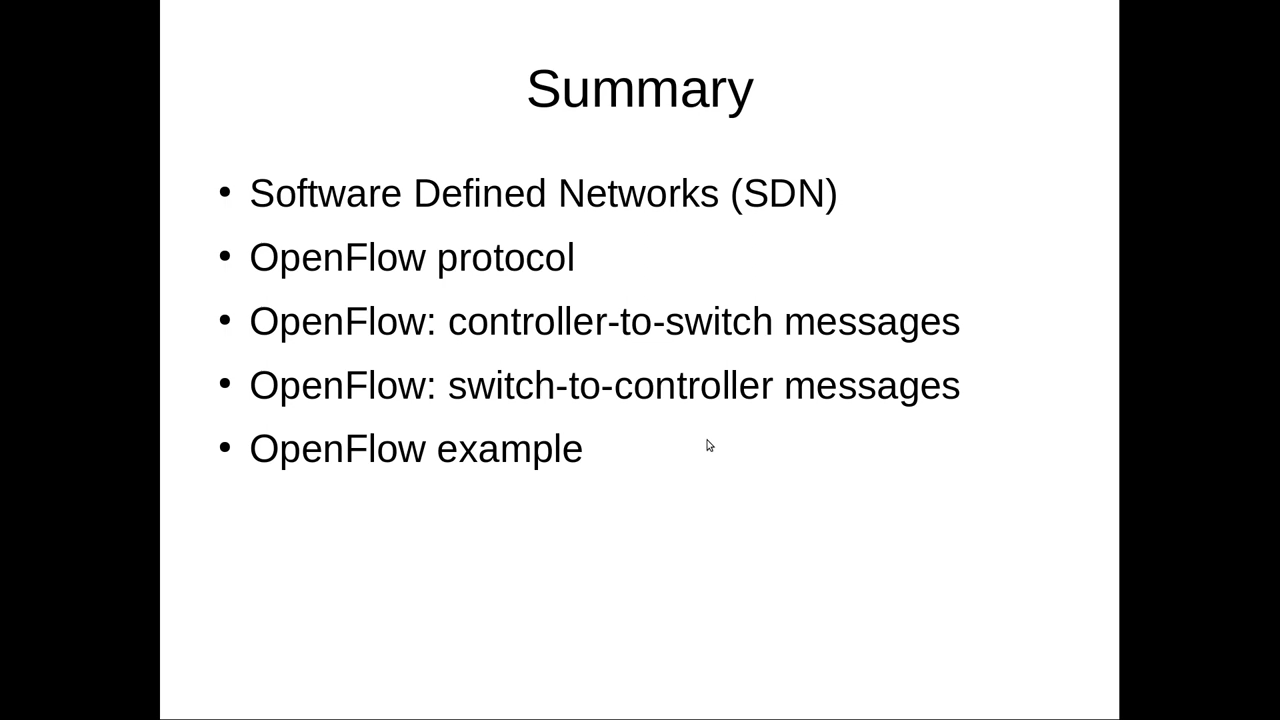 Summary
• Software Defined Networks (SDN)
• OpenFlow protocol
• OpenFlow: controller-to-switch messages
• OpenFlow: switch-to-controller messages
• OpenFlow example